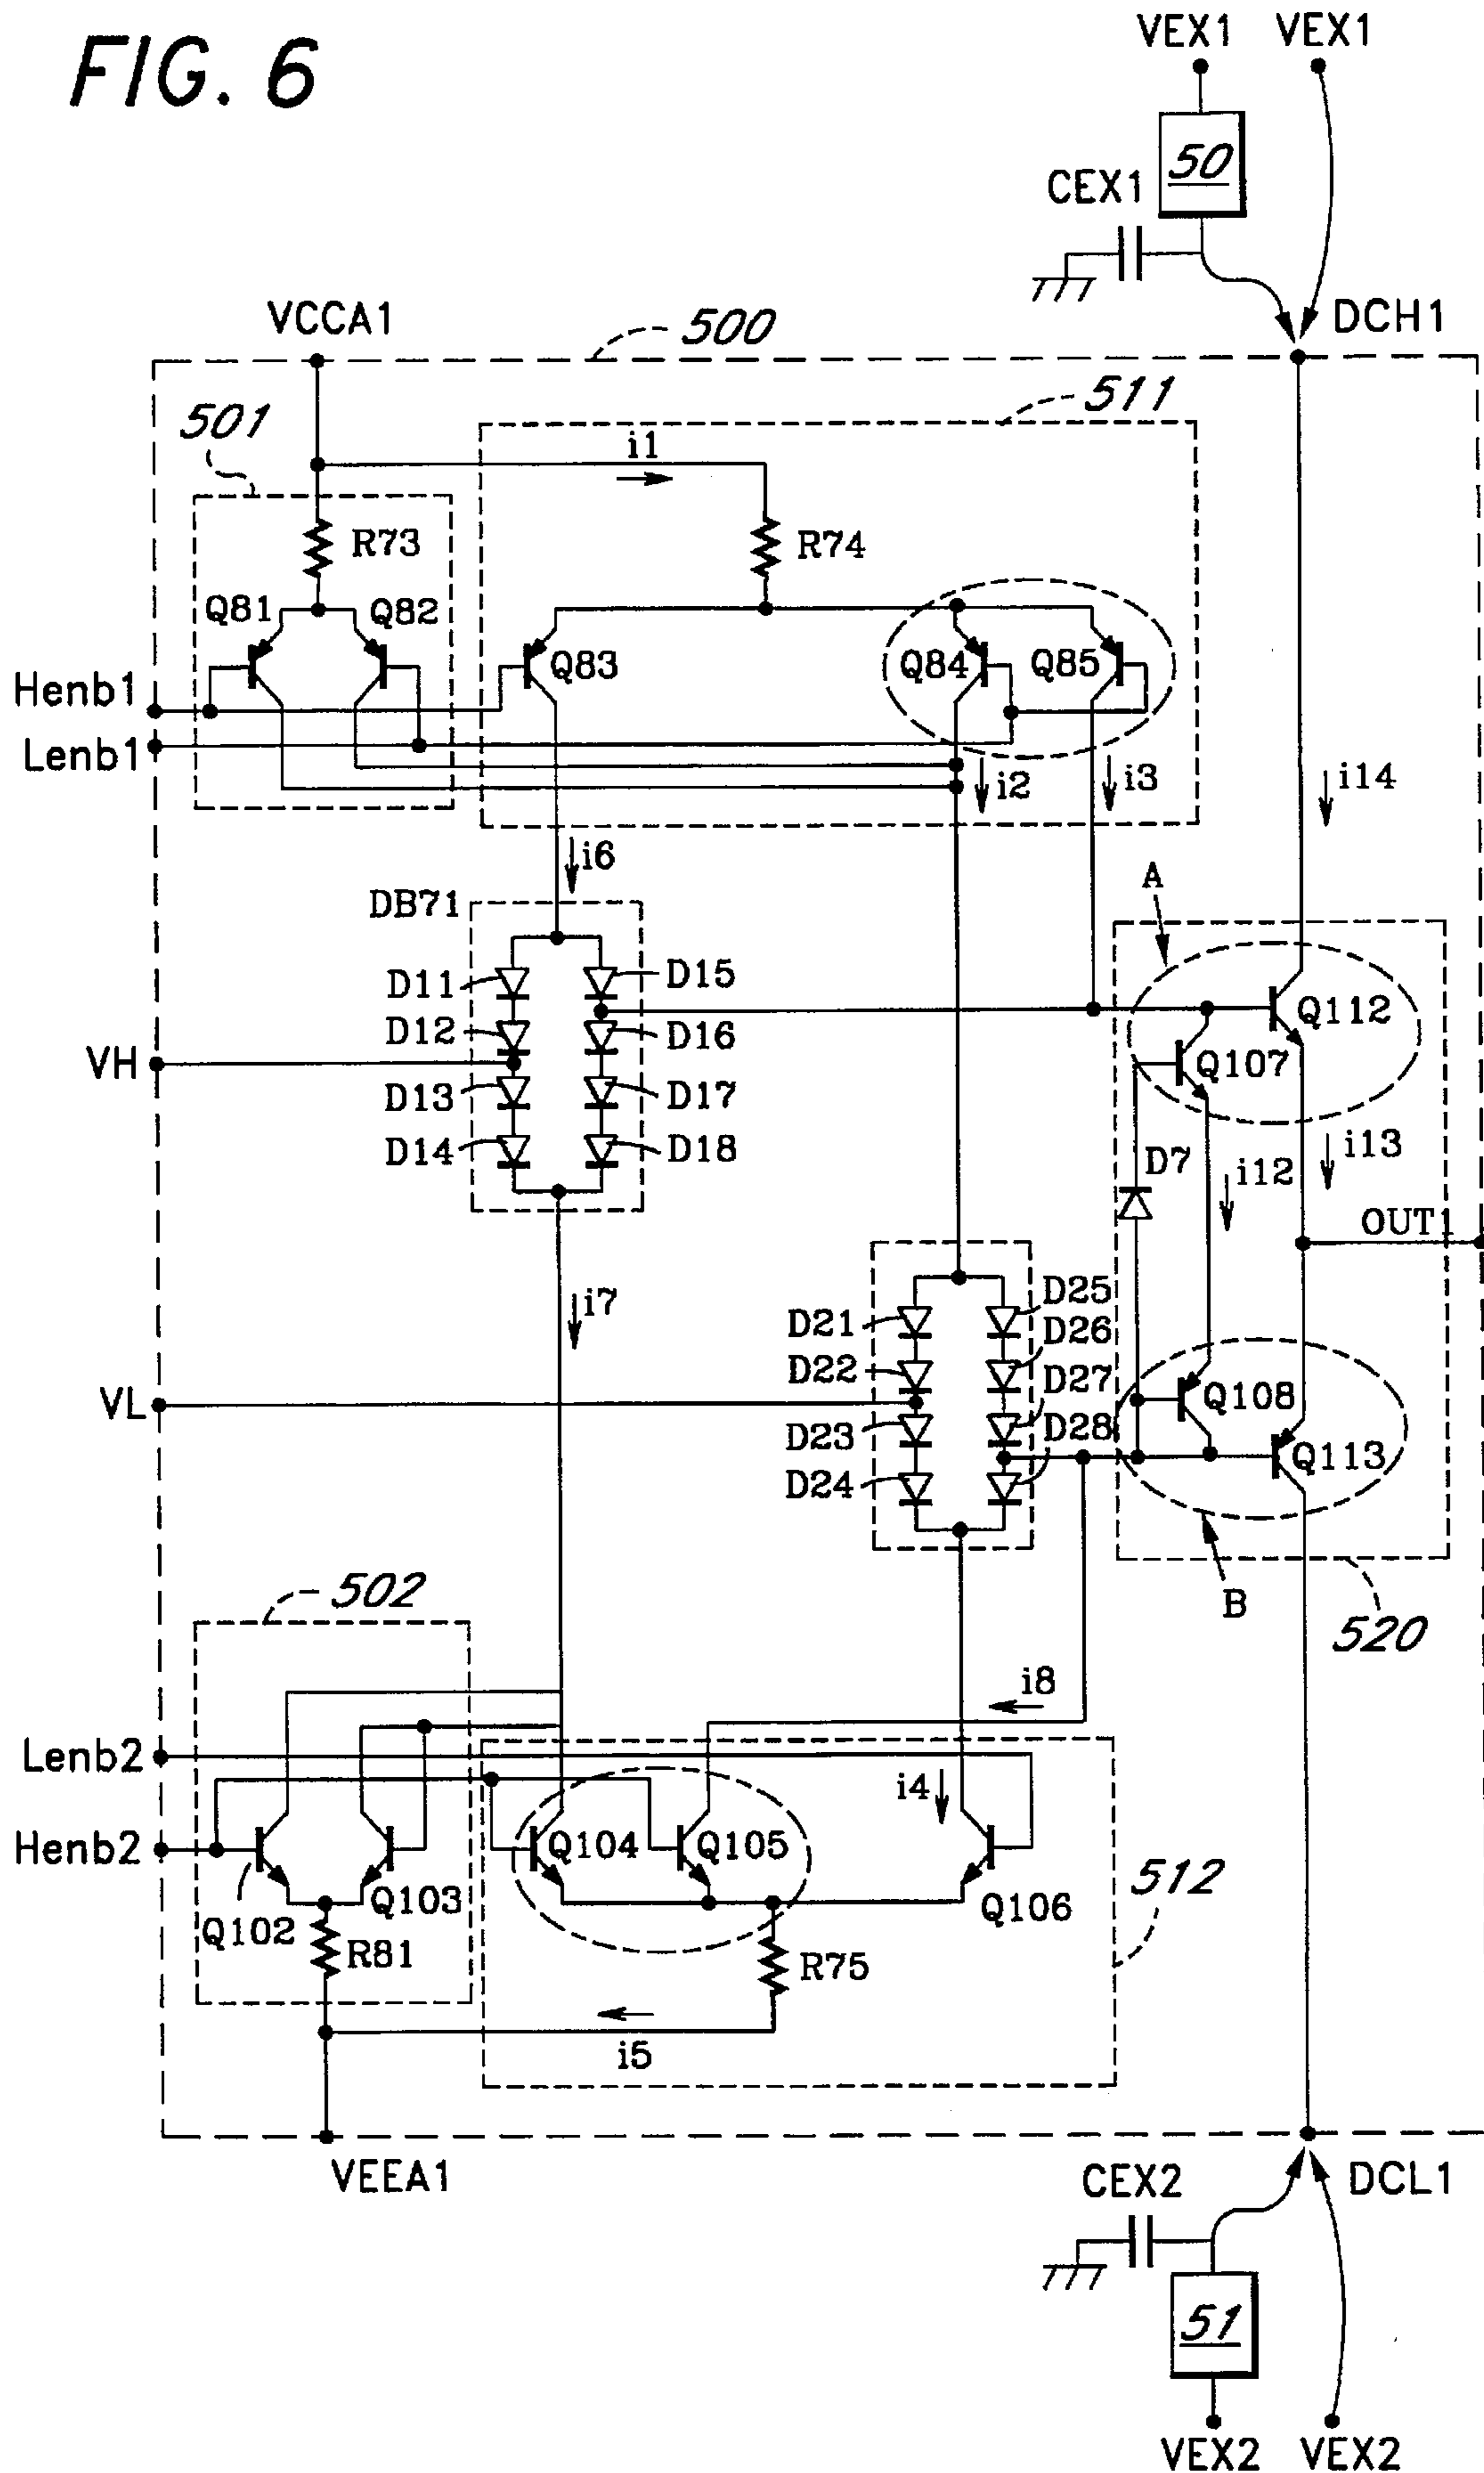 FIG. 6
VEX1 VEX1
50
CEX1
DCH1
VCCA1
500
511
501
i1
R73
R74
Q81
Q82
Q83
Q84
Q85
Henb1
Lenb1
i2
i3
i14
i6
DB71
A
D11
D15
Q112
D12
D16
VH
Q107
D13
D17
D14
D18
D7
i12
i13
OUT1
i7
D25
D21
D26
D22
D27
VL
Q108
D23
D28
Q113
D24
502
B
520
i8
Lenb2
i4
Henb2
Q104
Q105
Q103
512
Q102
Q106
R81
R75
i5
VEEA1
CEX2
DCL1
51
VEX2 VEX2